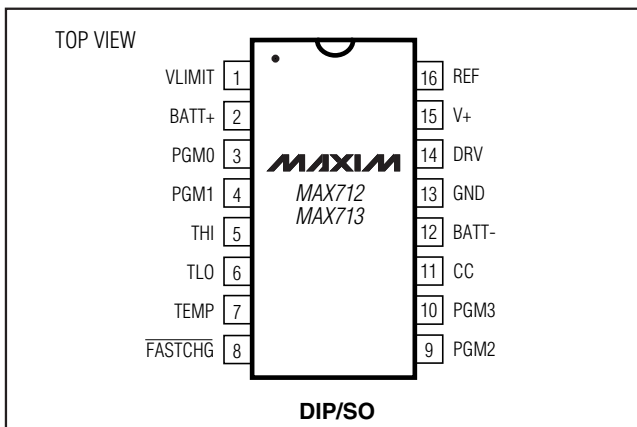 TOP VIEW
VLIMIT 1
BATT+ 2
PGM0 3
PGM1 4
THI 5
TLO 6
TEMP 7
FASTCHG 8
MAXIM
MAX712
MAX713
16 REF
15 V+
14 DRV
13 GND
12 BATT-
11 CC
10 PGM3
9 PGM2
DIP/SO